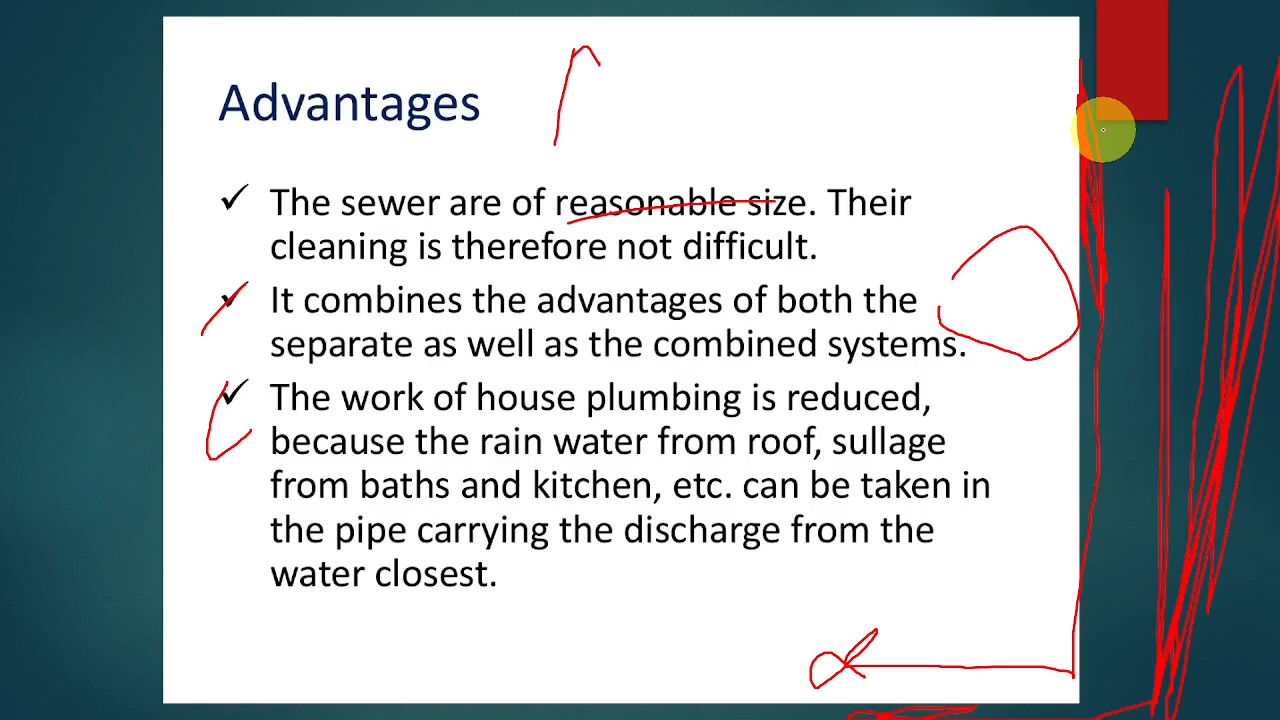 Advantages
✓ The sewer are of reasonable size. Their
cleaning is therefore not difficult.
✓ It combines the advantages of both the
separate as well as the combined systems.
✓ The work of house plumbing is reduced,
because the rain water from roof, sullage
from baths and kitchen, etc. can be taken in
the pipe carrying the discharge from the
water closest.